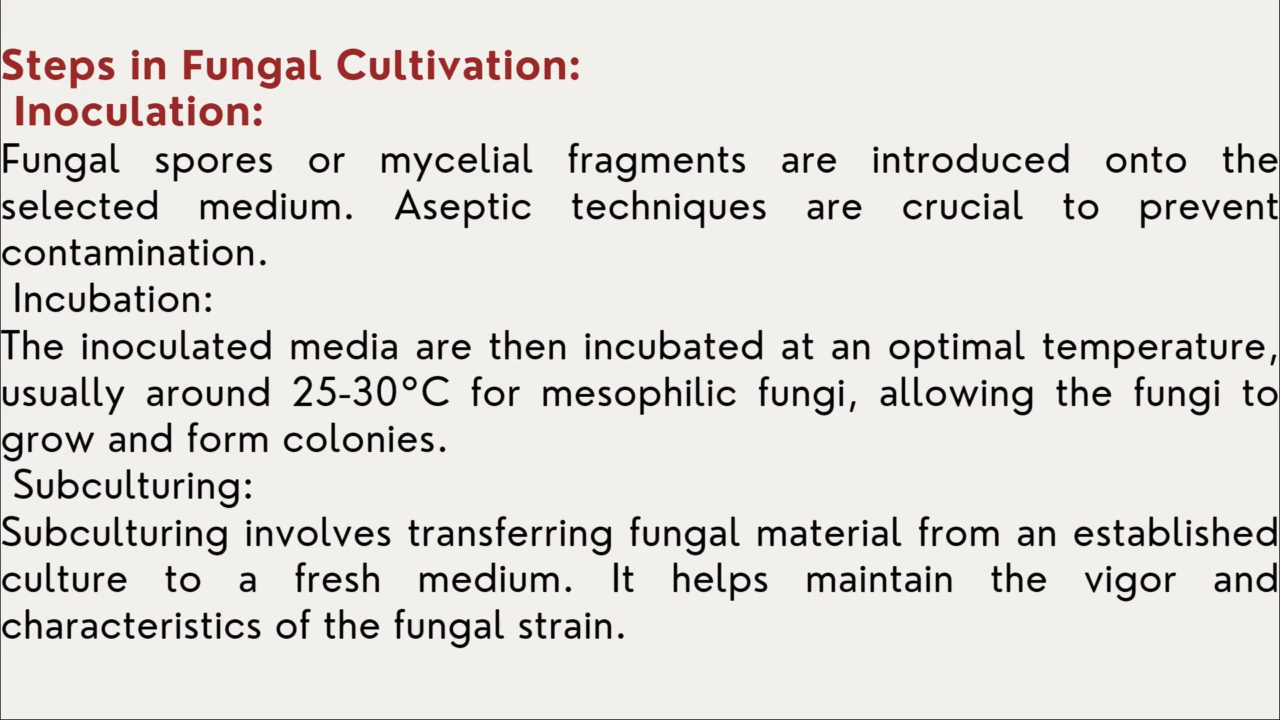 Steps in Fungal Cultivation:
Inoculation:
Fungal spores or mycelial fragments are introduced onto the
selected medium. Aseptic techniques are crucial to prevent
contamination.
Incubation:
The inoculated media are then incubated at an optimal temperature,
usually around 25-30°C for mesophilic fungi, allowing the fungi to
grow and form colonies.
Subculturing:
Subculturing involves transferring fungal material from an established
culture to a fresh medium. It helps maintain the vigor and
characteristics of the fungal strain.